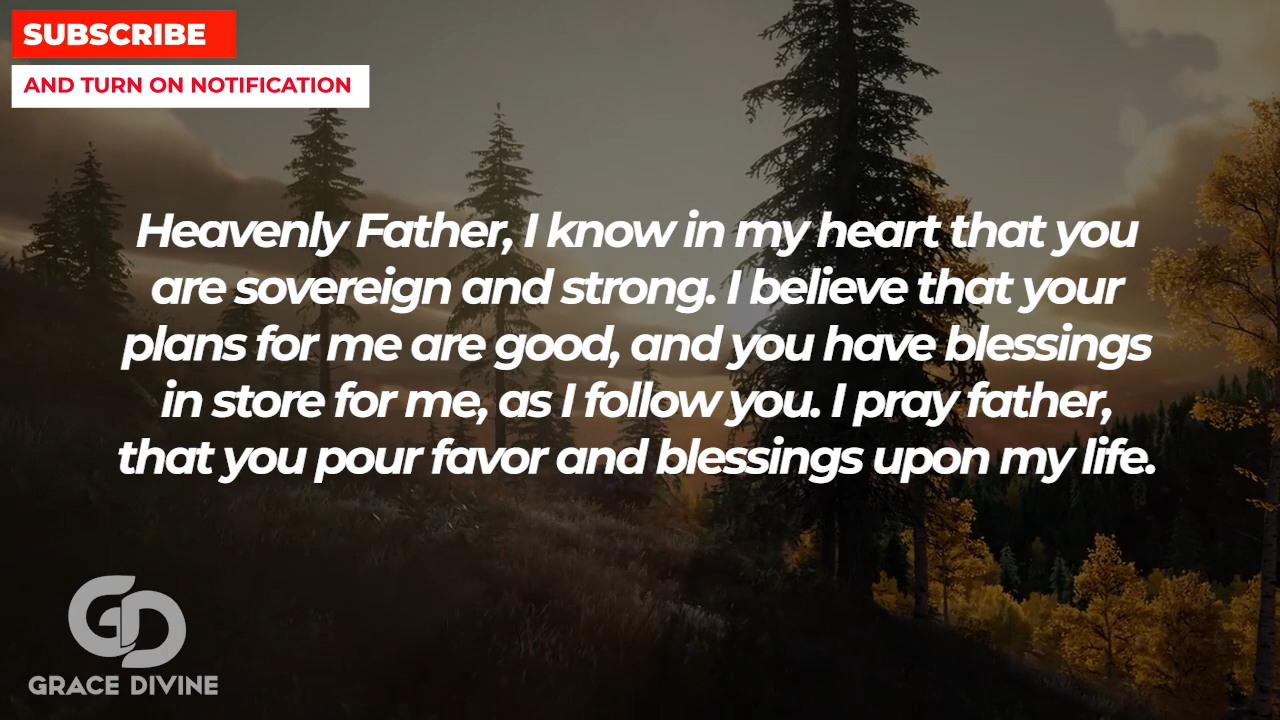 SUBSCRIBE
AND TURN ON NOTIFICATION
Heavenly Father, I know in my heart that you
are sovereign and strong. I believe that your
plans for me are good, and you have blessings
in store for me, as I follow you. I pray father,
that you pour favor and blessings upon my life.
GD
GRACE DIVINE